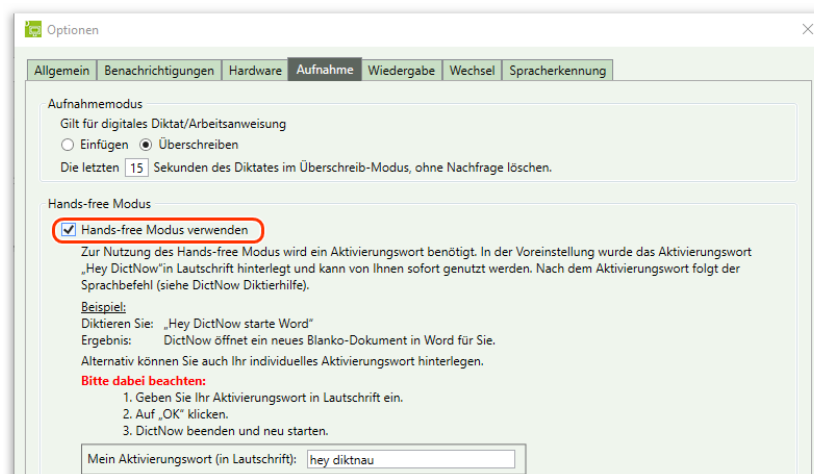 Optionen
Allgemein Benachrichtigungen Hardware Aufnahme Wiedergabe Wechsel Spracherkennung
Aufnahmemodus
Gilt für digitales Diktat/Arbeitsanweisung
Einfügen Überschreiben
Die letzten 15 Sekunden des Diktates im Überschreib-Modus, ohne Nachfrage löschen.
Hands-free Modus
Hands-free Modus verwenden
Zur Nutzung des Hands-free Modus wird ein Aktivierungswort benötigt. In der Voreinstellung wurde das Aktivierungswort
„Hey DictNow“in Lautschrift hinterlegt und kann von Ihnen sofort genutzt werden. Nach dem Aktivierungswort folgt der
Sprachbefehl (siehe DictNow Diktierhilfe).
Beispiel:
Diktieren Sie: „Hey DictNow starte Word“
Ergebnis: DictNow öffnet ein neues Blanko-Dokument in Word für Sie.
Alternativ können Sie auch Ihr individuelles Aktivierungswort hinterlegen.
Bitte dabei beachten:
1. Geben Sie Ihr Aktivierungswort in Lautschrift ein.
2. Auf „OK“ klicken.
3. DictNow beenden und neu starten.
Mein Aktivierungswort (in Lautschrift): hey diktnau